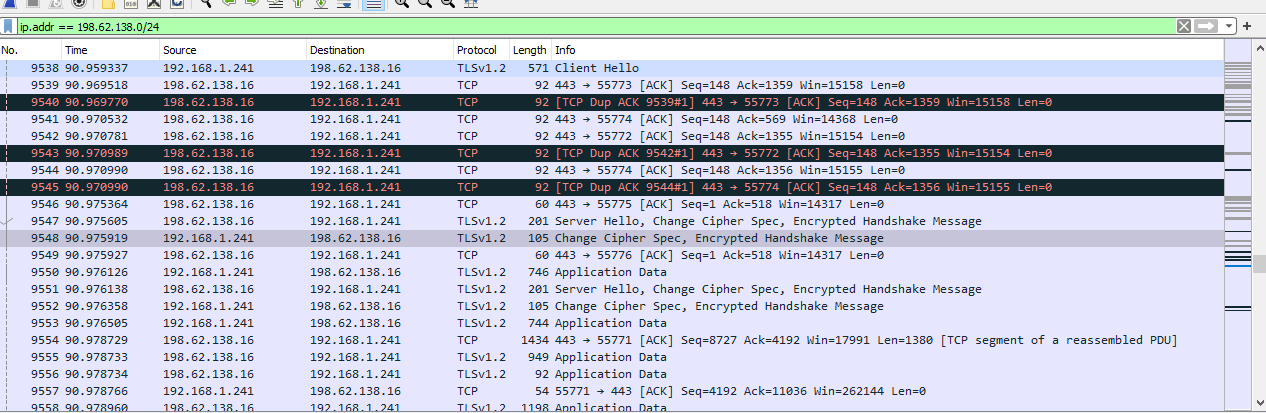 ip.addr == 198.62.138.0/24
No. Time Source Destination Protocol Length Info
9538 90.959337 192.168.1.241 198.62.138.16 TLSv1.2 571 Client Hello
9539 90.969518 198.62.138.16 192.168.1.241 TCP 92 443 → 55773 [ACK] Seq=148 Ack=1359 Win=15158 Len=0
9540 90.969770 198.62.138.16 192.168.1.241 TCP 92 [TCP Dup ACK 9539#1] 443 → 55773 [ACK] Seq=148 Ack=1359 Win=15158 Len=0
9541 90.970532 198.62.138.16 192.168.1.241 TCP 92 443 → 55774 [ACK] Seq=148 Ack=569 Win=14368 Len=0
9542 90.970781 198.62.138.16 192.168.1.241 TCP 92 443 → 55772 [ACK] Seq=148 Ack=1355 Win=15154 Len=0
9543 90.970989 198.62.138.16 192.168.1.241 TCP 92 [TCP Dup ACK 9542#1] 443 → 55772 [ACK] Seq=148 Ack=1355 Win=15154 Len=0
9544 90.970990 198.62.138.16 192.168.1.241 TCP 92 443 → 55774 [ACK] Seq=148 Ack=1356 Win=15155 Len=0
9545 90.970990 198.62.138.16 192.168.1.241 TCP 92 [TCP Dup ACK 9544#1] 443 → 55774 [ACK] Seq=148 Ack=1356 Win=15155 Len=0
9546 90.975364 198.62.138.16 192.168.1.241 TCP 60 443 → 55775 [ACK] Seq=1 Ack=518 Win=14317 Len=0
9547 90.975605 198.62.138.16 192.168.1.241 TLSv1.2 201 Server Hello, Change Cipher Spec, Encrypted Handshake Message
9548 90.975919 192.168.1.241 198.62.138.16 TLSv1.2 105 Change Cipher Spec, Encrypted Handshake Message
9549 90.975927 198.62.138.16 192.168.1.241 TCP 60 443 → 55776 [ACK] Seq=1 Ack=518 Win=14317 Len=0
9550 90.976126 192.168.1.241 198.62.138.16 TLSv1.2 746 Application Data
9551 90.976138 198.62.138.16 192.168.1.241 TLSv1.2 201 Server Hello, Change Cipher Spec, Encrypted Handshake Message
9552 90.976358 192.168.1.241 198.62.138.16 TLSv1.2 105 Change Cipher Spec, Encrypted Handshake Message
9553 90.976505 192.168.1.241 198.62.138.16 TLSv1.2 744 Application Data
9554 90.978729 198.62.138.16 192.168.1.241 TCP 1434 443 → 55771 [ACK] Seq=8727 Ack=4192 Win=17991 Len=1380 [TCP segment of a reassembled PDU]
9555 90.978733 198.62.138.16 192.168.1.241 TLSv1.2 949 Application Data
9556 90.978734 198.62.138.16 192.168.1.241 TLSv1.2 92 Application Data
9557 90.978766 192.168.1.241 198.62.138.16 TCP 54 55771 → 443 [ACK] Seq=4192 Ack=11036 Win=262144 Len=0
9558 90.978960 198.62.138.16 192.168.1.241 TLSv1.2 1198 Application Data